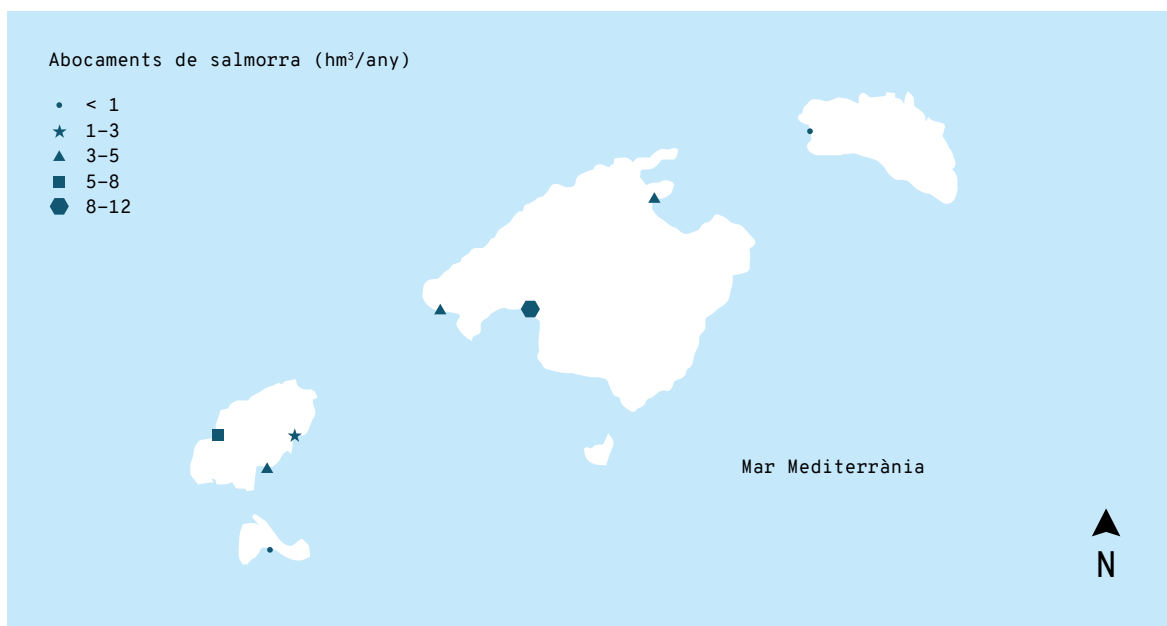 Abocaments de salmorra (hm³/any)
< 1
1–3
3–5
5–8
8–12
Mar Mediterrània
N